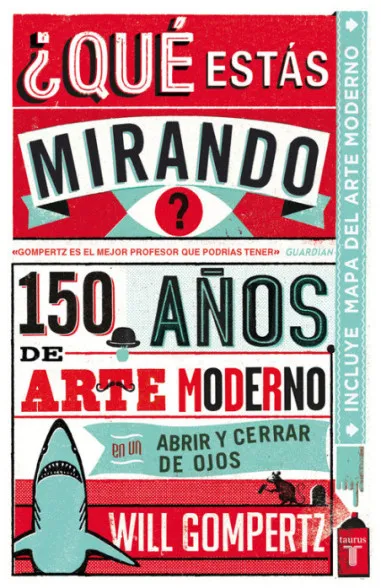 ¿QUÉ ESTÁS
MIRANDO
?
«GOMPERTZ ES EL MEJOR PROFESOR QUE PODRÍAS TENER» GUARDIAN
150 AÑOS
DE
ARTE MODERNO
en un ABRIR Y CERRAR
DE OJOS
WILL GOMPERTZ
INCLUYE MAPA DEL ARTE MODERNO
taurus
T